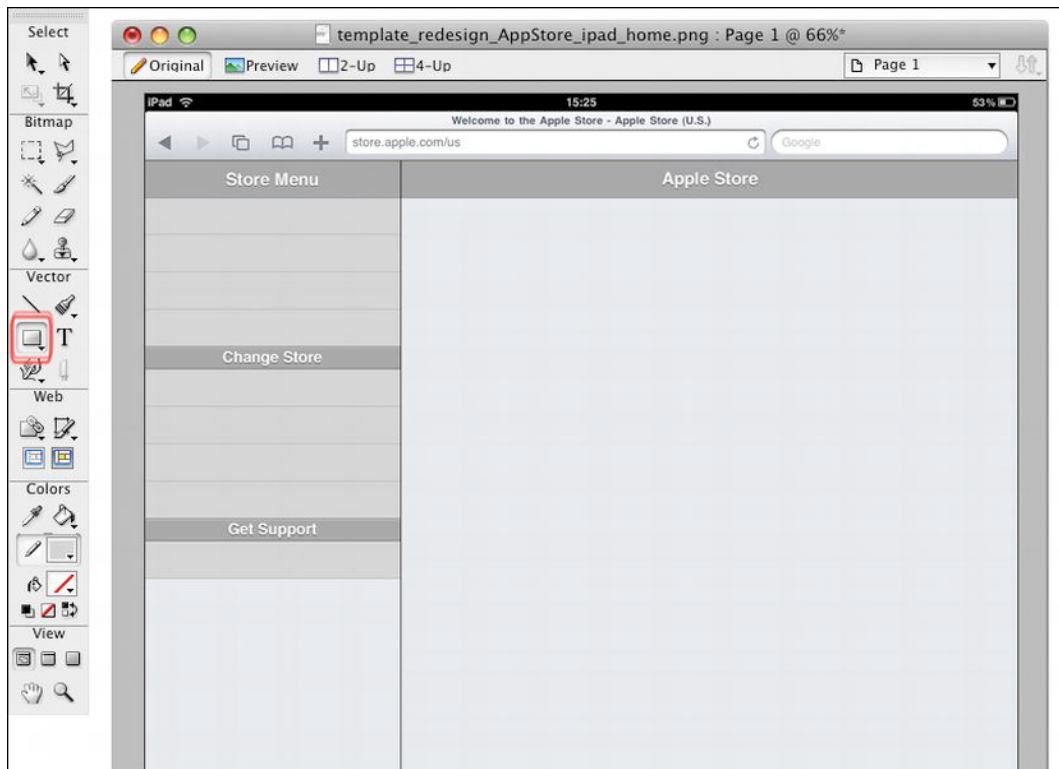 Select
Bitmap
Vector
T
Web
Colors
View
template_redesign_AppStore_ipad_home.png : Page 1 @ 66%*
Original Preview 2-Up 4-Up Page 1
iPad 15:25 53%
Welcome to the Apple Store - Apple Store (U.S.)
store.apple.com/us Google
Store Menu Apple Store
Change Store
Get Support